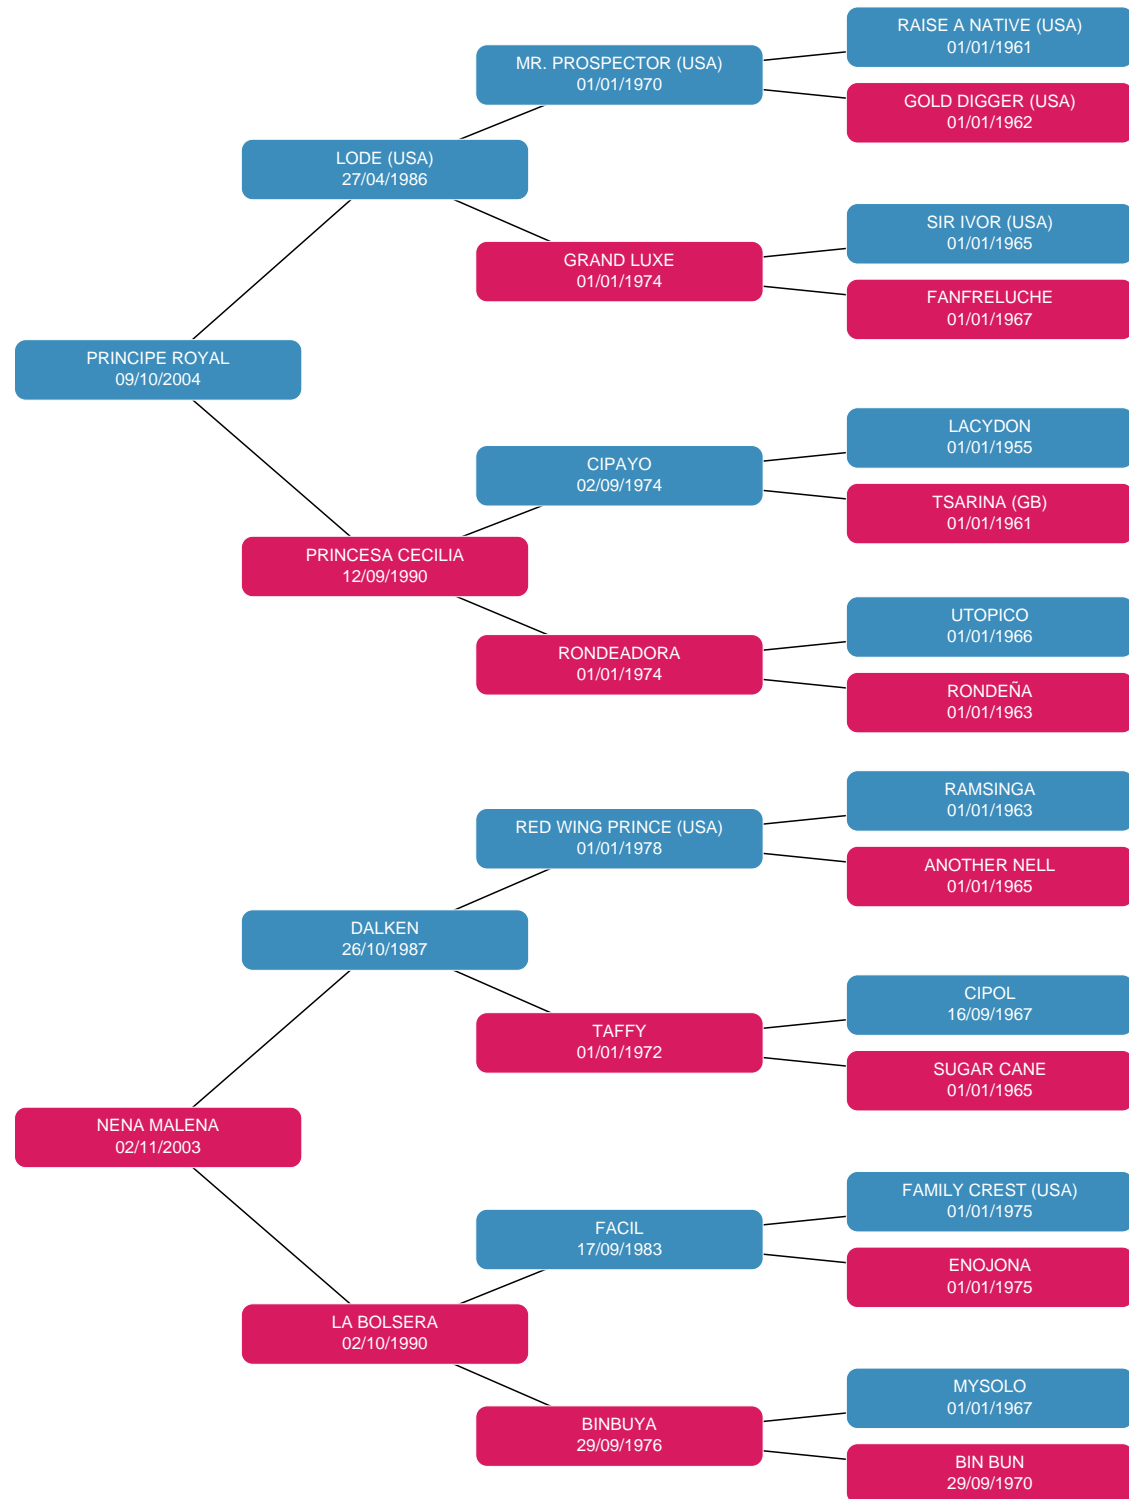 RAISE A NATIVE (USA)
01/01/1961
MR. PROSPECTOR (USA)
01/01/1970
GOLD DIGGER (USA)
01/01/1962
LODE (USA)
27/04/1986
SIR IVOR (USA)
01/01/1965
GRAND LUXE
01/01/1974
FANFRELUCHE
01/01/1967
PRINCIPE ROYAL
09/10/2004
LACYDON
01/01/1955
CIPAYO
02/09/1974
TSARINA (GB)
01/01/1961
PRINCESA CECILIA
12/09/1990
UTOPICO
01/01/1966
RONDEADORA
01/01/1974
RONDEÑA
01/01/1963
RAMSINGA
01/01/1963
RED WING PRINCE (USA)
01/01/1978
ANOTHER NELL
01/01/1965
DALKEN
26/10/1987
CIPOL
16/09/1967
TAFFY
01/01/1972
SUGAR CANE
01/01/1965
NENA MALENA
02/11/2003
FAMILY CREST (USA)
01/01/1975
FACIL
17/09/1983
ENOJONA
01/01/1975
LA BOLSERA
02/10/1990
MYSOLO
01/01/1967
BINBUYA
29/09/1976
BIN BUN
29/09/1970